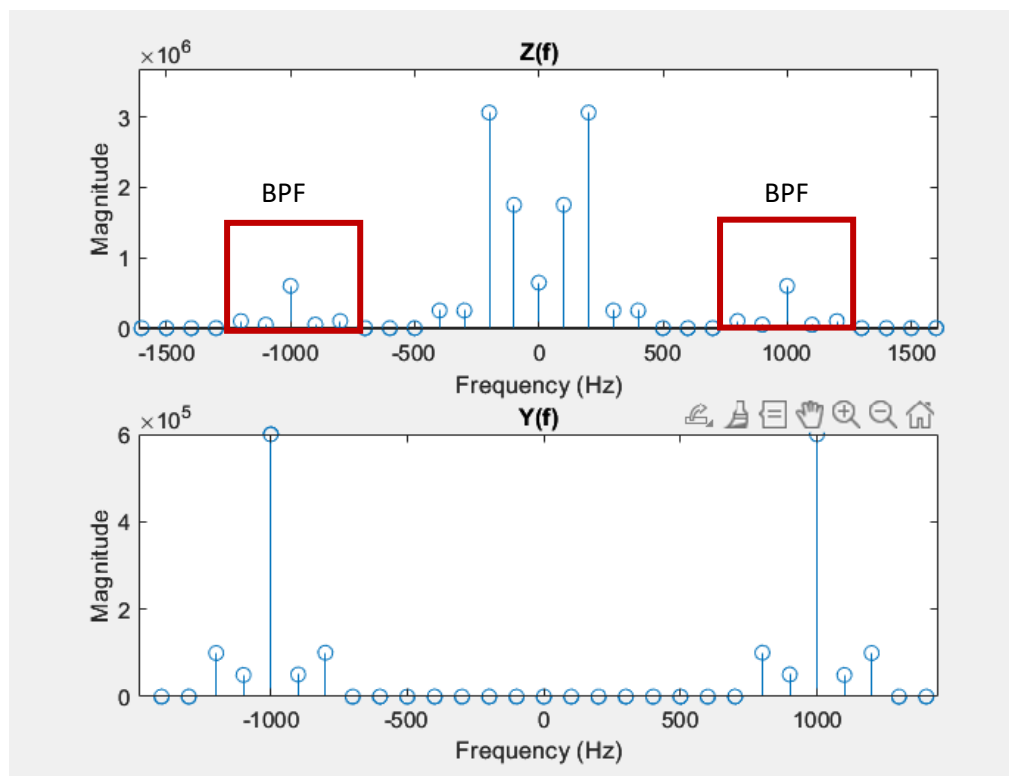 ×10^6
Z(f)
3
2
1
0
Magnitude
BPF
BPF
-1500 -1000 -500 0 500 1000 1500
Frequency (Hz)
×10^5
Y(f)
6
4
2
0
Magnitude
-1000 -500 0 500 1000
Frequency (Hz)